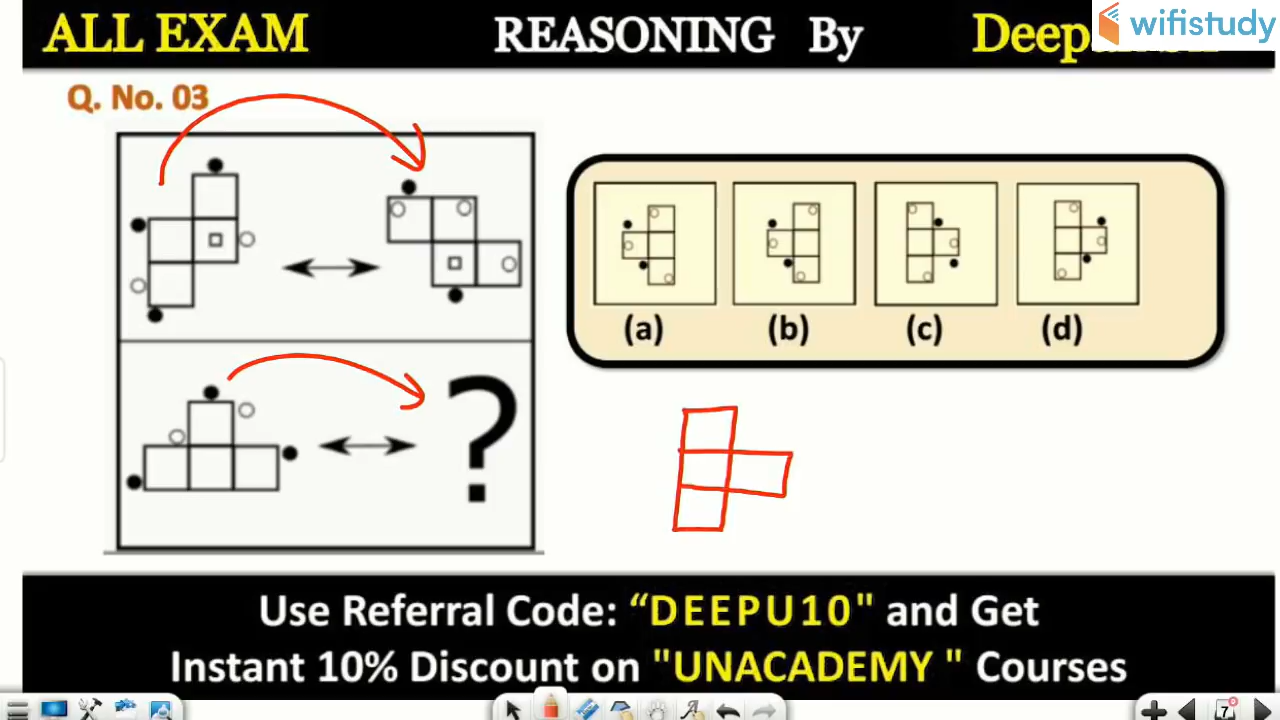 ALL EXAM REASONING By
wifistudy
Q. No. 03
?
(a) (b) (c) (d)
Use Referral Code: “DEEPU10" and Get
Instant 10% Discount on "UNACADEMY " Courses
7